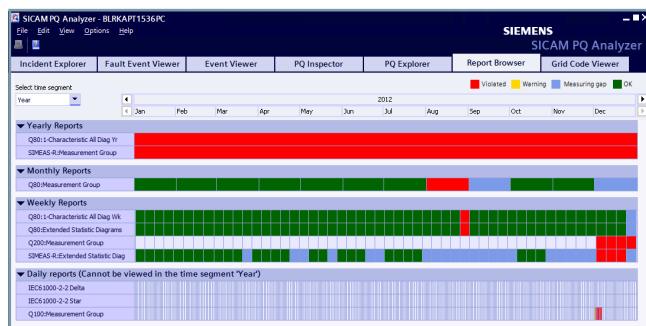 SICAM PQ Analyzer - BLRKAPT1536PC
File Edit View Options Help
SIEMENS
SICAM PQ Analyzer
Incident Explorer Fault Event Viewer Event Viewer PQ Inspector PQ Explorer Report Browser Grid Code Viewer
Select time segment
Violated Warning Measuring gap OK
Year
2012
Jan Feb Mar Apr May Jun Jul Aug Sep Oct Nov Dec
Yearly Reports
Q80:1-Characteristic All Diag Yr
SIMEAS-R:Measurement Group
Monthly Reports
Q80:Measurement Group
Weekly Reports
Q80:1-Characteristic All Diag Wk
Q80:Extended Statistic Diagrams
Q200:Measurement Group
SIMEAS-R:Extended Statistic Diag
Daily reports (Cannot be viewed in the time segment 'Year')
IEC61000-2-2 Delta
IEC61000-2-2 Star
Q100:Measurement Group